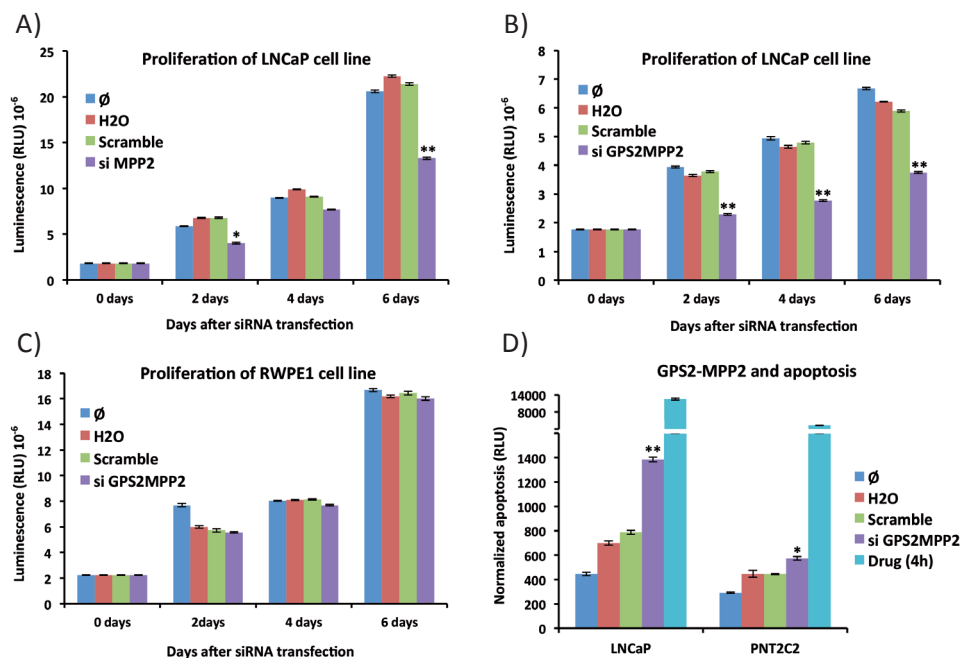 A)
Proliferation of LNCaP cell line
Luminescence (RLU) 10-6
25
20
15
10
5
0
Ø
H2O
Scramble
si MPP2
*
**
0 days
2 days
4 days
6 days
Days after siRNA transfection
B)
Proliferation of LNCaP cell line
Luminescence (RLU) 10-6
8
7
6
5
4
3
2
1
0
Ø
H2O
Scramble
si GPS2MPP2
**
**
**
0 days
2 days
4 days
6 days
Days after siRNA transfection
C)
Proliferation of RWPE1 cell line
Luminescence (RLU) 10-6
18
16
14
12
10
8
6
4
2
0
Ø
H2O
Scramble
si GPS2MPP2
0 days
2days
4 days
6 days
Days after siRNA transfection
D)
GPS2-MPP2 and apoptosis
Normalized apoptosis (RLU)
14000
8000
1400
1200
1000
800
600
400
200
0
**
*
LNCaP
PNT2C2
Ø
H2O
Scramble
si GPS2MPP2
Drug (4h)